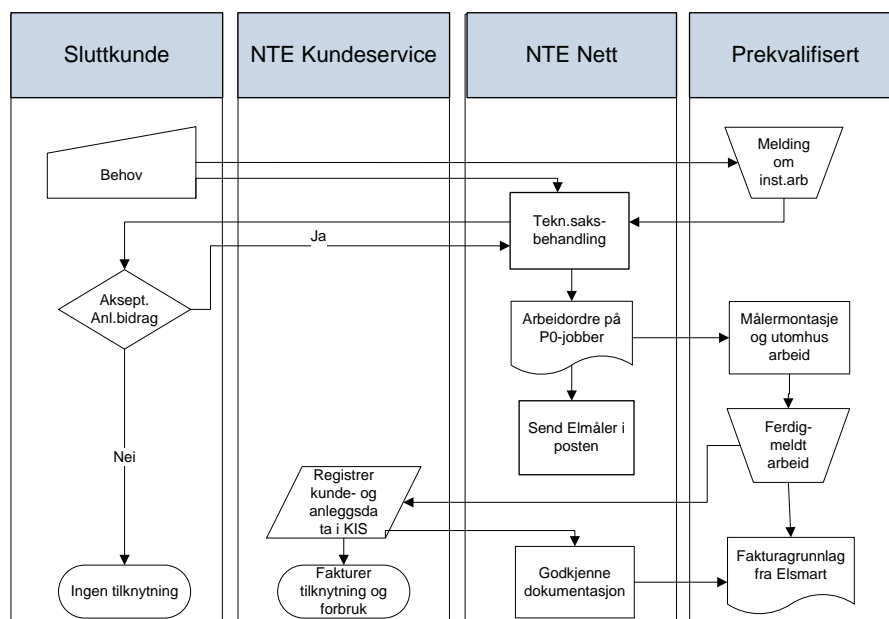 Sluttkunde
NTE Kundeservice
NTE Nett
Prekvalifisert
Behov
Melding
om
inst.arb
Tekn.saks-
behandling
Ja
Aksept.
Anl.bidrag
Arbeidordre på
P0-jobber
Målermontasje
og utomhus
arbeid
Send Elmåler i
posten
Ferdig-
meldt
arbeid
Nei
Registrer
kunde- og
anleggsda
ta i KIS
Ingen tilknytning
Fakturer
tilknytning og
forbruk
Godkjenne
dokumentasjon
Fakturagrunnlag
fra Elsmart